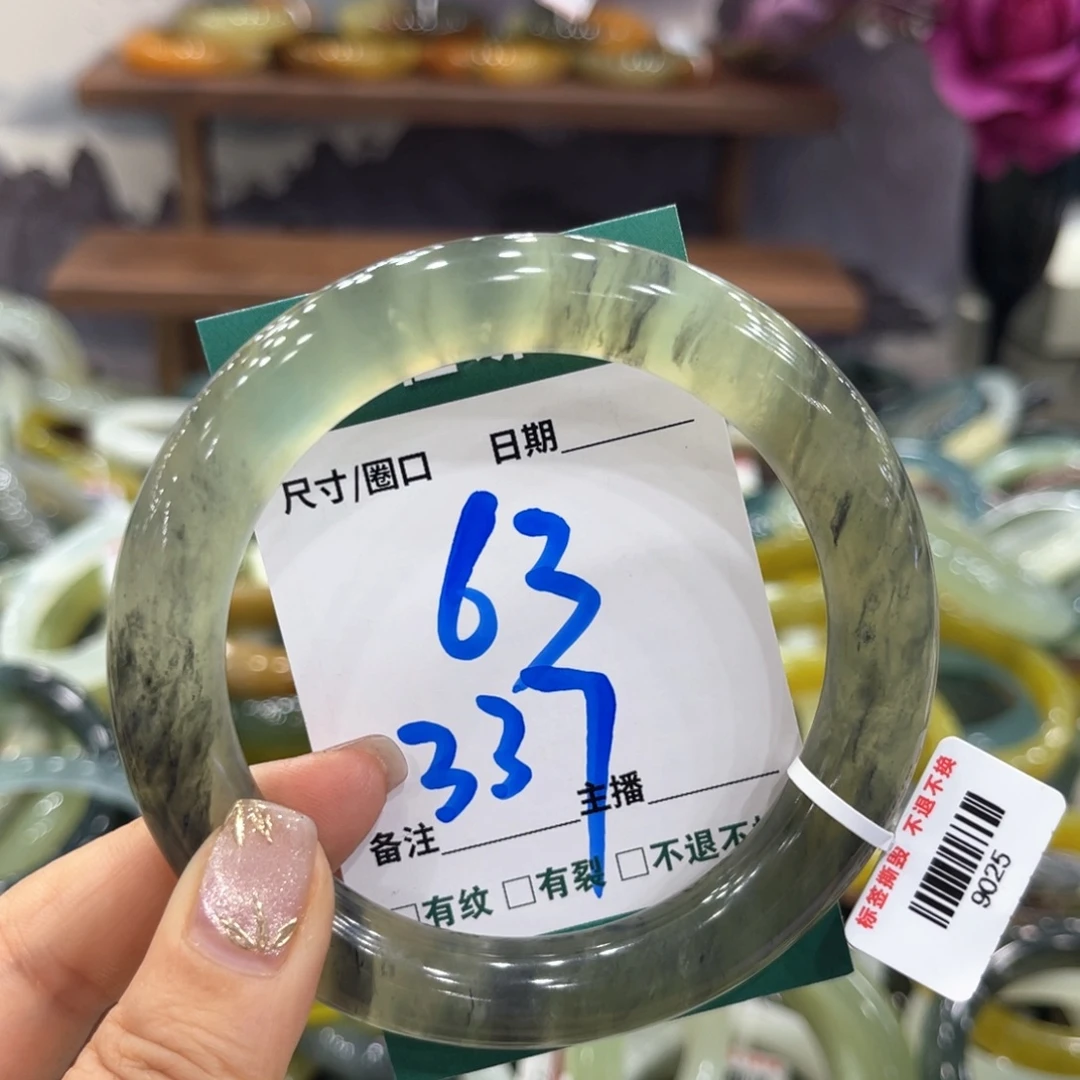 尺寸/圈口 日期
63
337
备注 主播
□有纹 □有裂 □不退不
标签撕毁 不退不换
9025